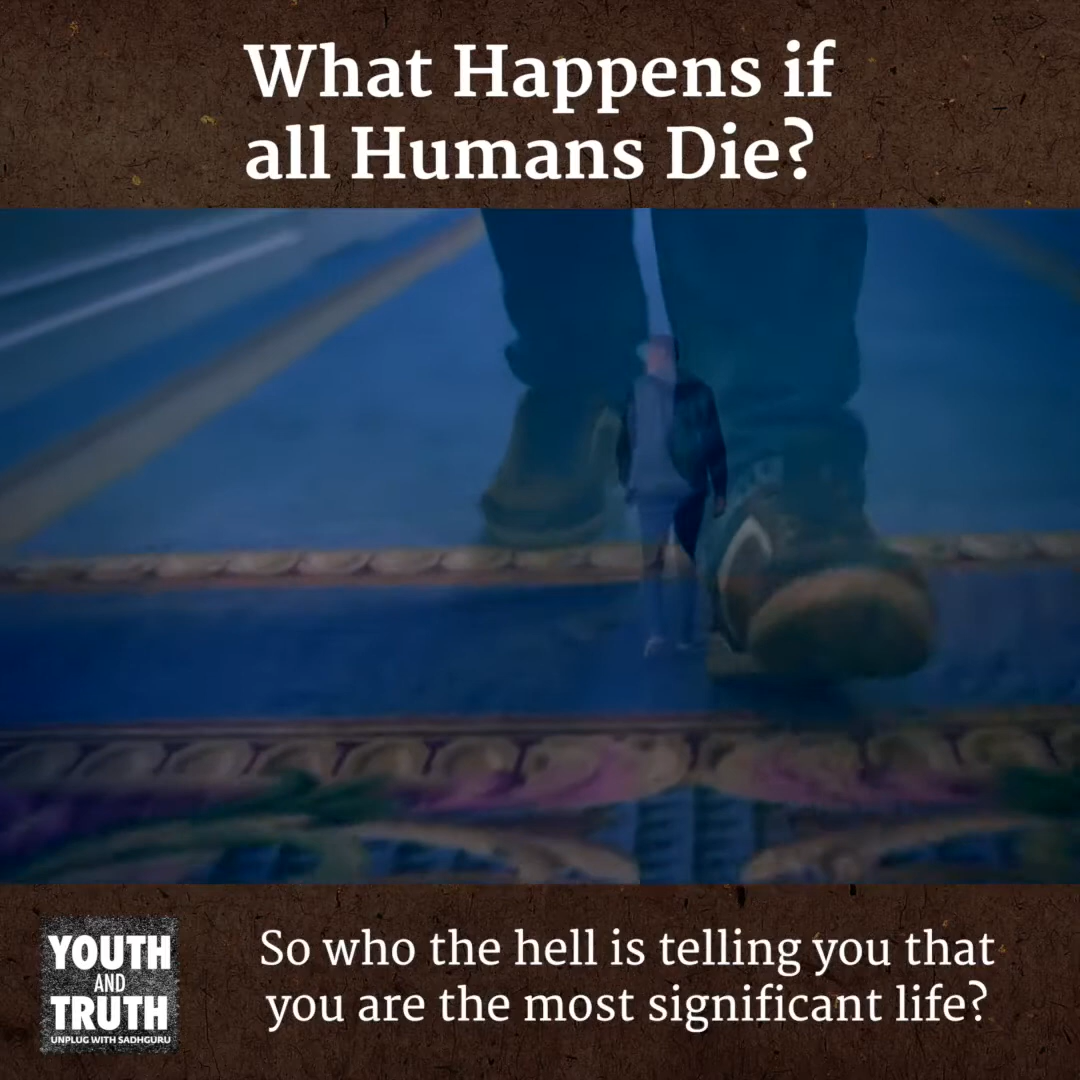 What Happens if
all Humans Die?
YOUTH
AND
TRUTH
UNPLUG WITH SADHGURU
So who the hell is telling you that
you are the most significant life?